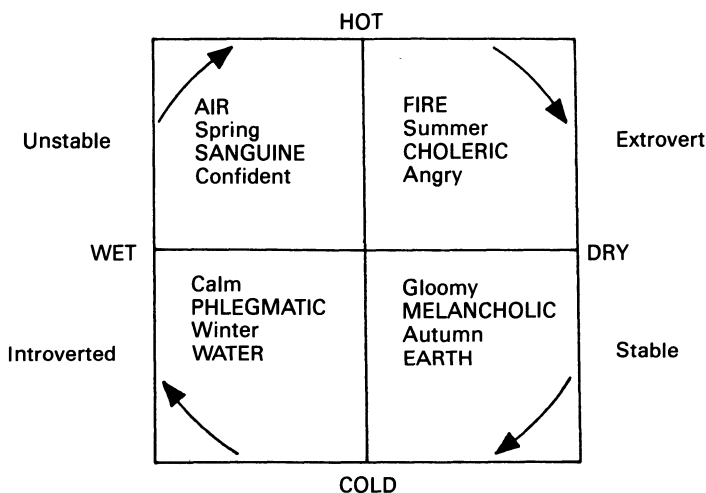 HOT
AIR
Spring
SANGUINE
Confident
FIRE
Summer
CHOLERIC
Angry
Unstable
Extrovert
WET
DRY
Calm
PHLEGMATIC
Winter
WATER
Gloomy
MELANCHOLIC
Autumn
EARTH
Introverted
Stable
COLD